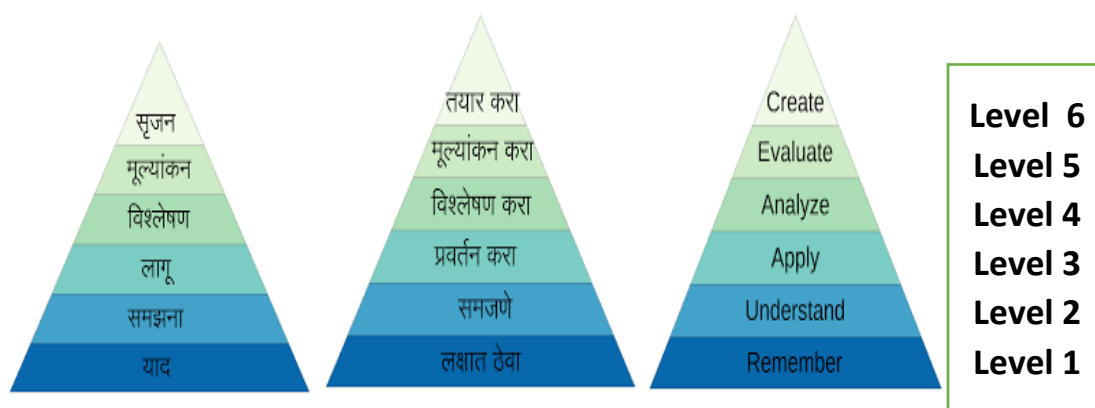 सृजन
मूल्यांकन
विश्लेषण
लागू
समझना
याद
तयार करा
मूल्यांकन करा
विश्लेषण करा
प्रवर्तन करा
समजणे
लक्षात ठेवा
Create
Evaluate
Analyze
Apply
Understand
Remember
Level 6
Level 5
Level 4
Level 3
Level 2
Level 1